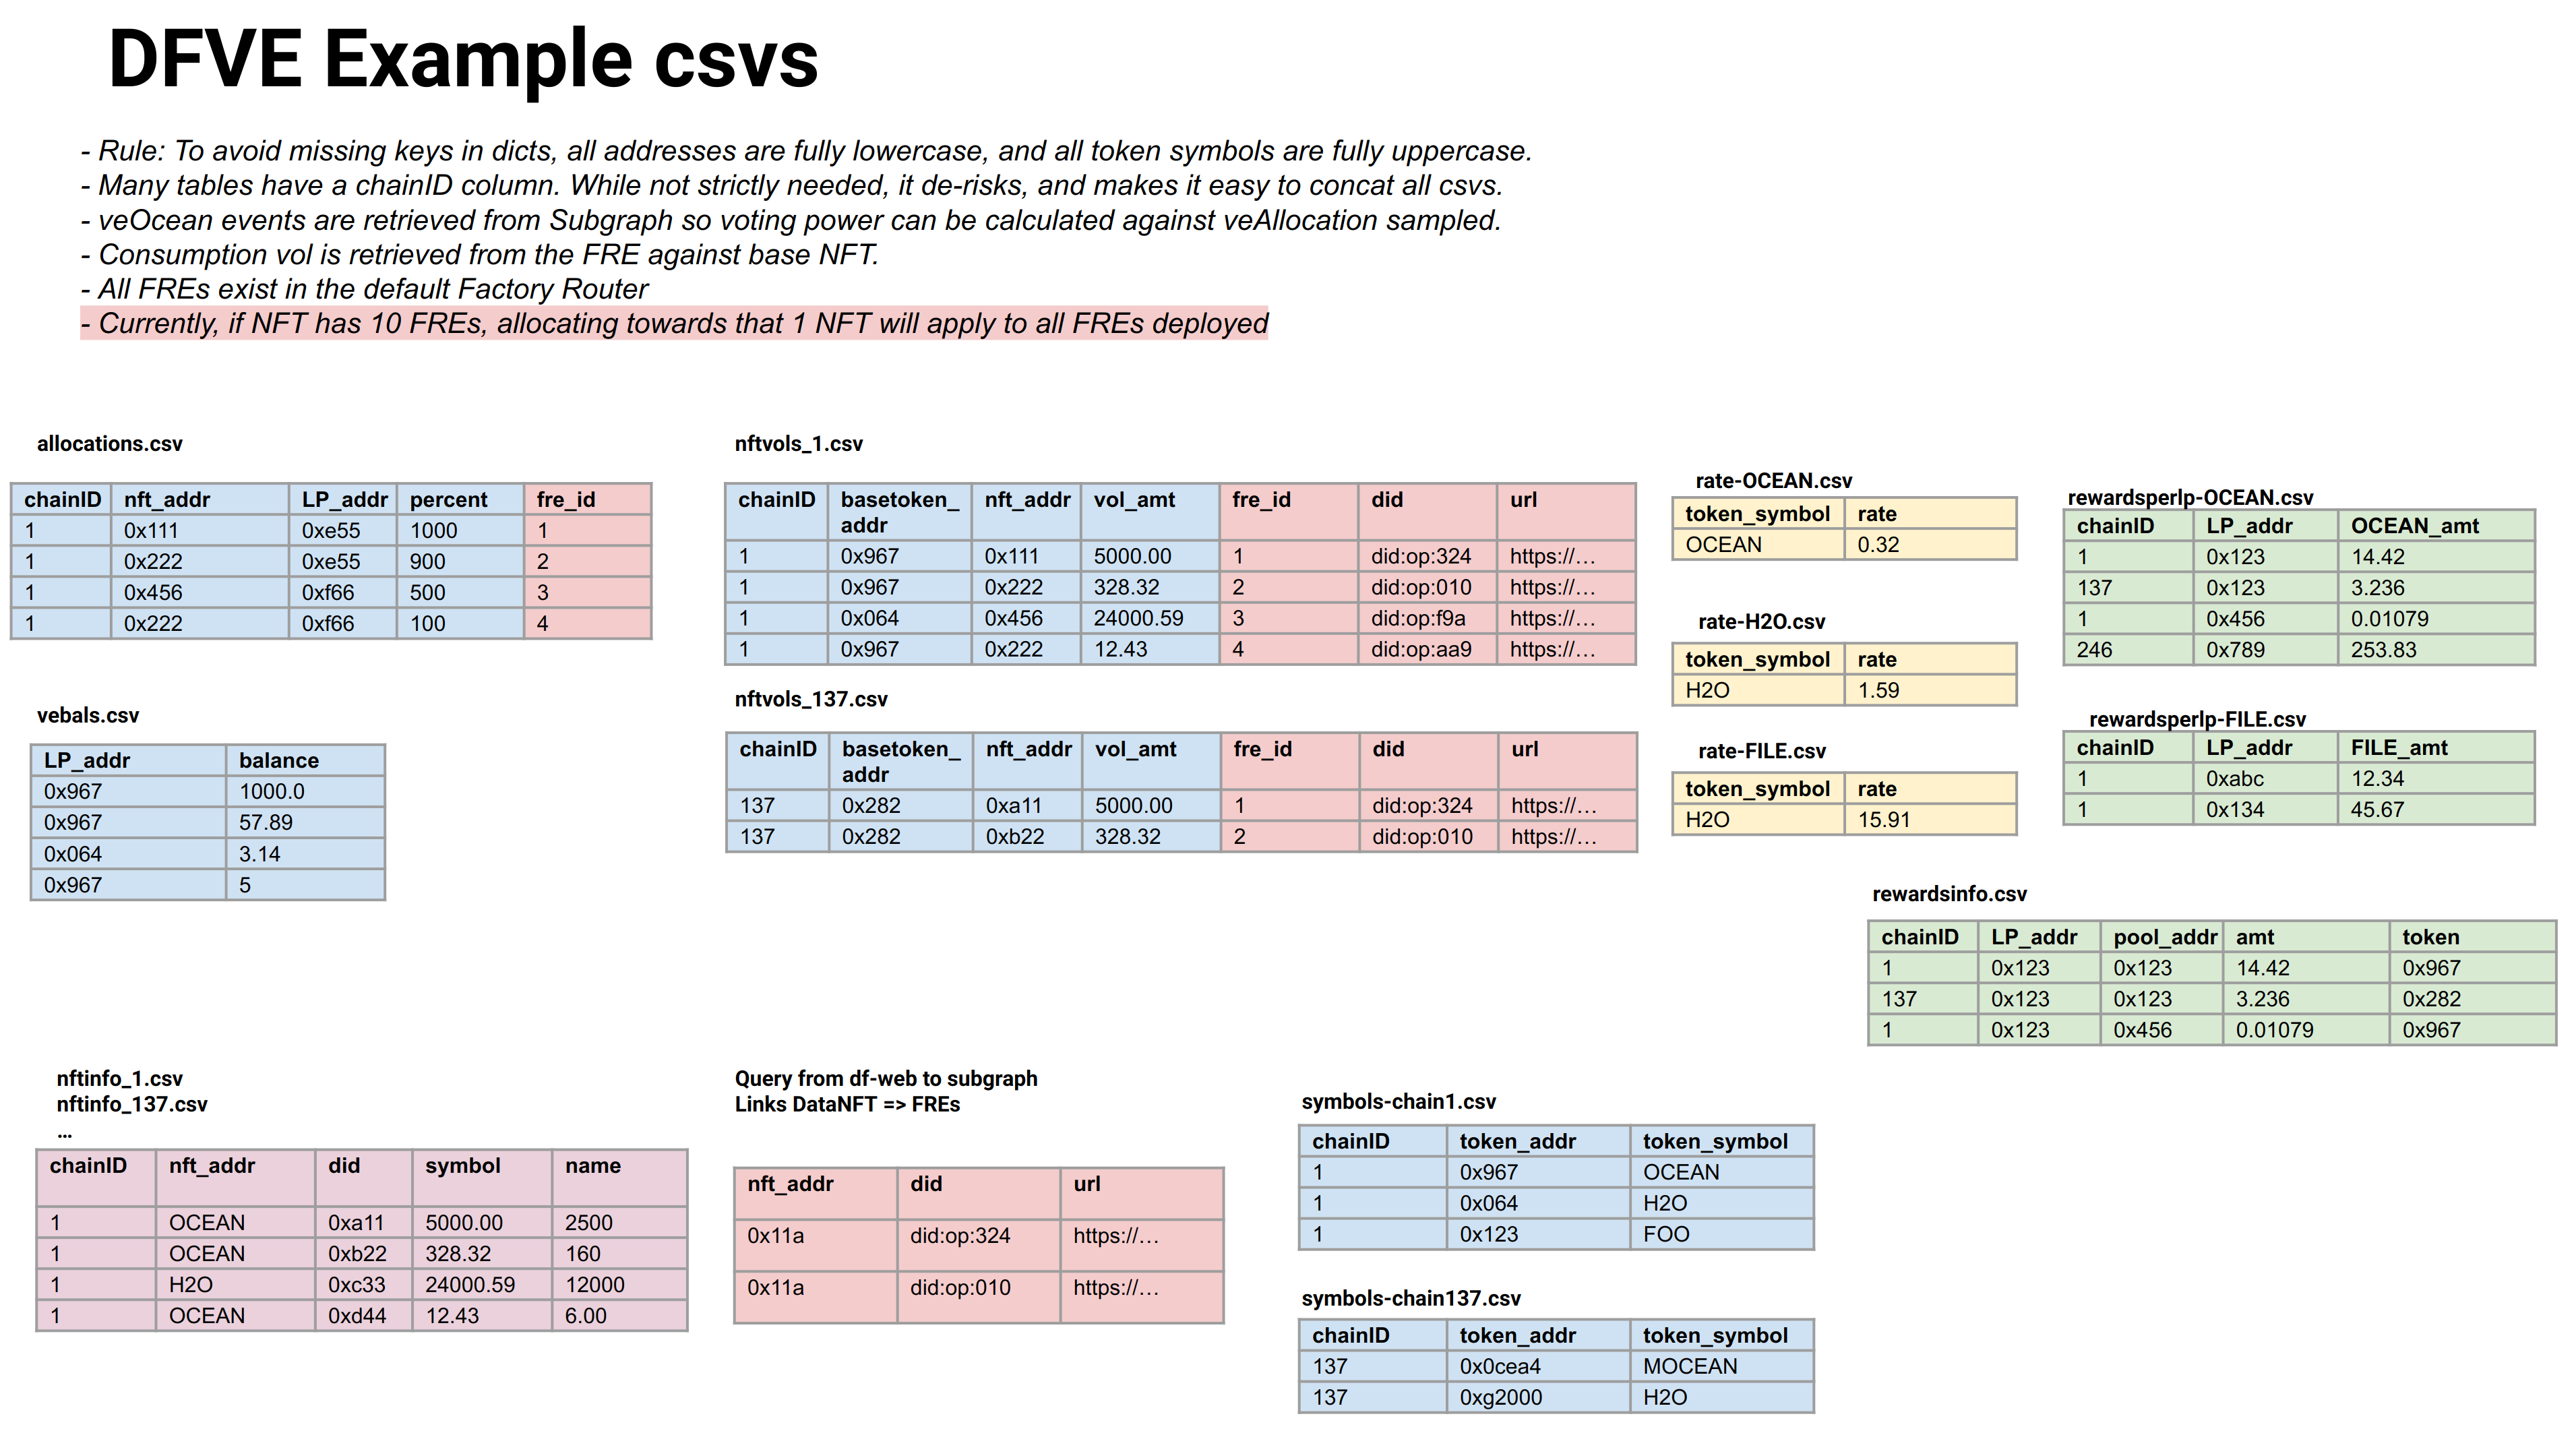 DFVE Example csvs
- Rule: To avoid missing keys in dicts, all addresses are fully lowercase, and all token symbols are fully uppercase.
- Many tables have a chainID column. While not strictly needed, it de-risks, and makes it easy to concat all csvs.
- veOcean events are retrieved from Subgraph so voting power can be calculated against veAllocation sampled.
- Consumption vol is retrieved from the FRE against base NFT.
- All FREs exist in the default Factory Router
- Currently, if NFT has 10 FREs, allocating towards that 1 NFT will apply to all FREs deployed
allocations.csv
chainID nft_addr LP_addr percent fre_id
1 0x111 0xe55 1000 1
1 0x222 0xe55 900 2
1 0x456 0xf66 500 3
1 0x222 0xf66 100 4
vebals.csv
LP_addr balance
0x967 1000.0
0x967 57.89
0x064 3.14
0x967 5
nftvols_1.csv
chainID basetoken_ nft_addr vol_amt fre_id did url
addr
1 0x967 0x111 5000.00 1 did:op:324 https://…
1 0x967 0x222 328.32 2 did:op:010 https://…
1 0x064 0x456 24000.59 3 did:op:f9a https://…
1 0x967 0x222 12.43 4 did:op:aa9 https://…
nftvols_137.csv
chainID basetoken_ nft_addr vol_amt fre_id did url
addr
137 0x282 0xa11 5000.00 1 did:op:324 https://…
137 0x282 0xb22 328.32 2 did:op:010 https://…
rate-OCEAN.csv
token_symbol rate
OCEAN 0.32
rate-H2O.csv
token_symbol rate
H2O 1.59
rate-FILE.csv
token_symbol rate
H2O 15.91
rewardsperlp-OCEAN.csv
chainID LP_addr OCEAN_amt
1 0x123 14.42
137 0x123 3.236
1 0x456 0.01079
246 0x789 253.83
rewardsperlp-FILE.csv
chainID LP_addr FILE_amt
1 0xabc 12.34
1 0x134 45.67
rewardsinfo.csv
chainID LP_addr pool_addr amt token
1 0x123 0x123 14.42 0x967
137 0x123 0x123 3.236 0x282
1 0x123 0x456 0.01079 0x967
nftinfo_1.csv
nftinfo_137.csv
…
chainID nft_addr did symbol name
1 OCEAN 0xa11 5000.00 2500
1 OCEAN 0xb22 328.32 160
1 H2O 0xc33 24000.59 12000
1 OCEAN 0xd44 12.43 6.00
Query from df-web to subgraph
Links DataNFT => FREs
nft_addr did url
0x11a did:op:324 https://…
0x11a did:op:010 https://…
symbols-chain1.csv
chainID token_addr token_symbol
1 0x967 OCEAN
1 0x064 H2O
1 0x123 FOO
symbols-chain137.csv
chainID token_addr token_symbol
137 0x0cea4 MOCEAN
137 0xg2000 H2O